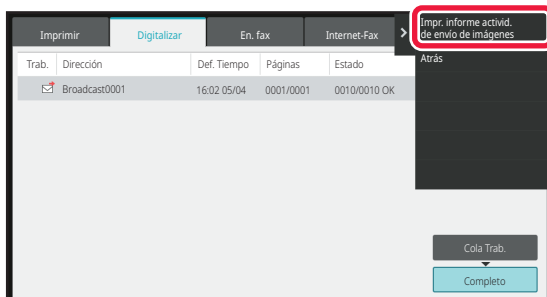 Imprimir Digitalizar En. fax Internet-Fax
Impr. informe activid.
de envío de imágenes
Trab. Dirección Def. Tiempo Páginas Estado
Atrás
Broadcast0001 16:02 05/04 0001/0001 0010/0010 OK
Cola Trab.
Completo